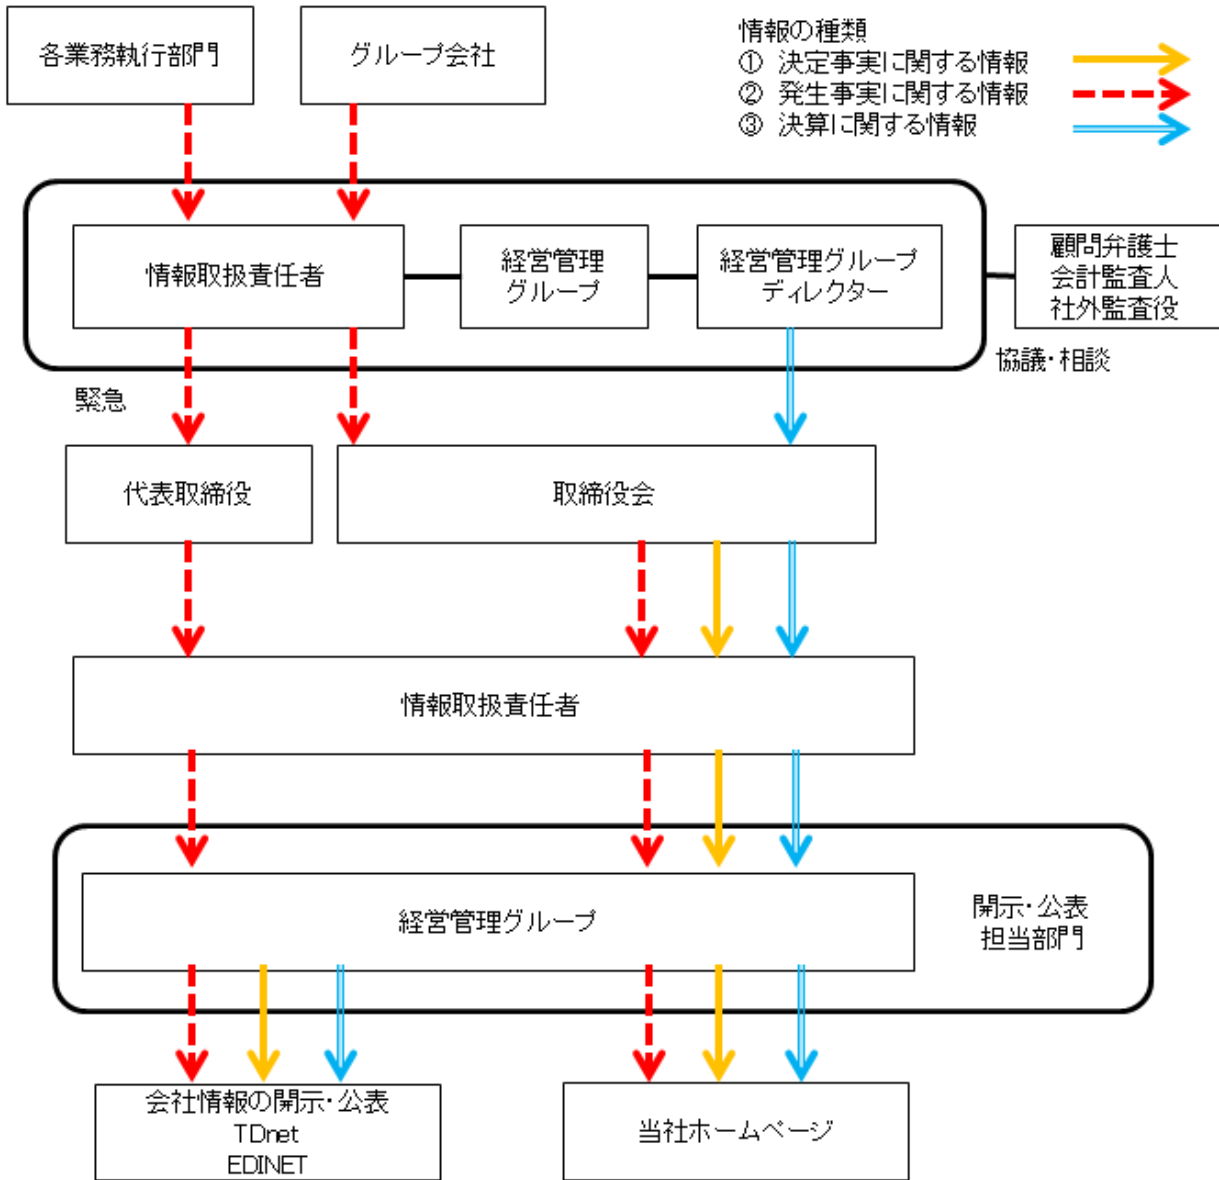 各業務執行部門
グループ会社
情報の種類
① 決定事実に関する情報
② 発生事実に関する情報
③ 決算に関する情報
情報取扱責任者
経営管理
グループ
経営管理グループ
ディレクター
顧問弁護士
会計監査人
社外監査役
協議・相談
緊急
代表取締役
取締役会
情報取扱責任者
経営管理グループ
開示・公表
担当部門
会社情報の開示・公表
TDnet
EDINET
当社ホームページ